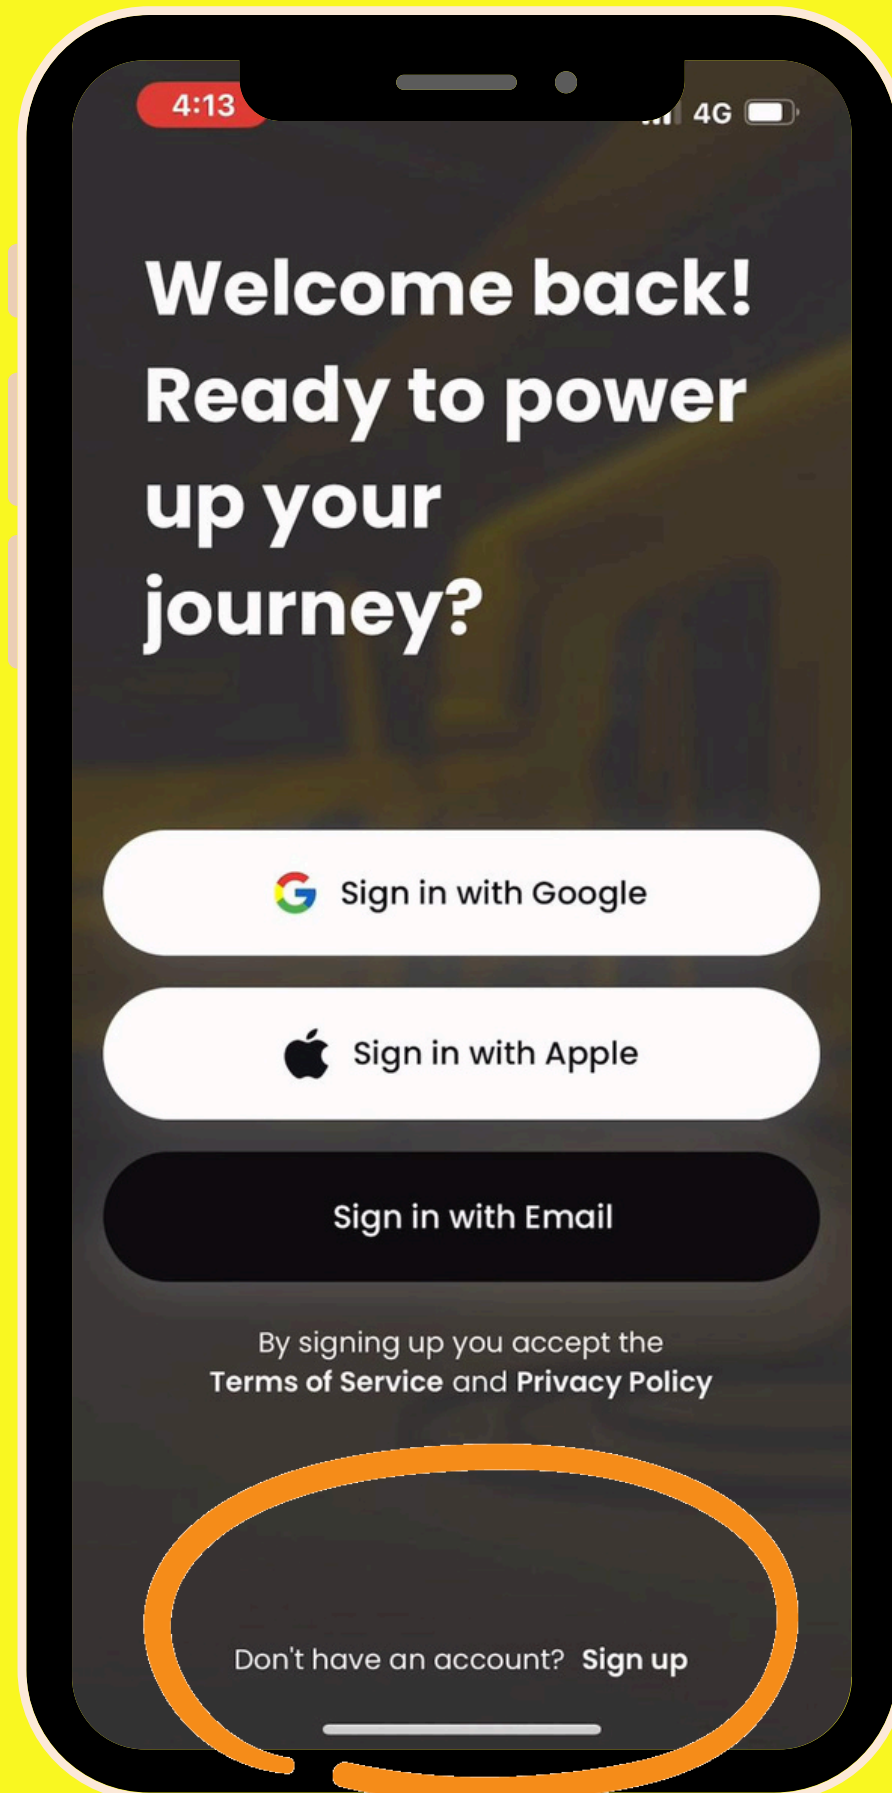 4:13
4G
Welcome back!
Ready to power
up your
journey?
Sign in with Google
Sign in with Apple
Sign in with Email
By signing up you accept the
Terms of Service and Privacy Policy
Don't have an account? Sign up